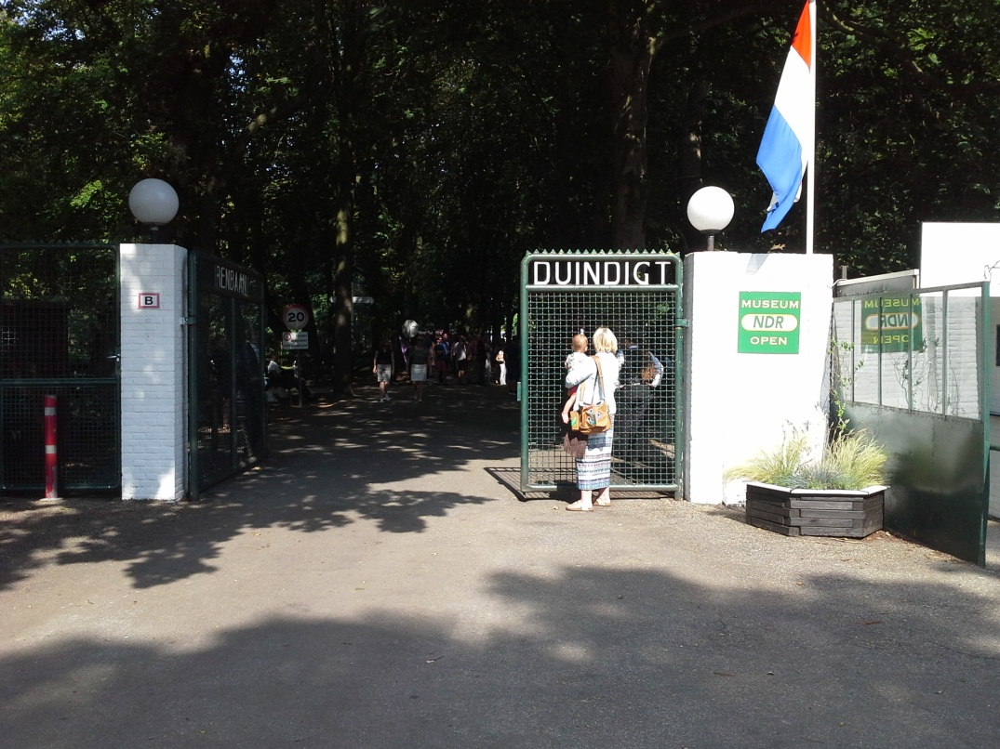 RENBAAN
DUINDIGT
B
20
MUSEUM
NDR
OPEN
MUSEUM
NDR
OPEN